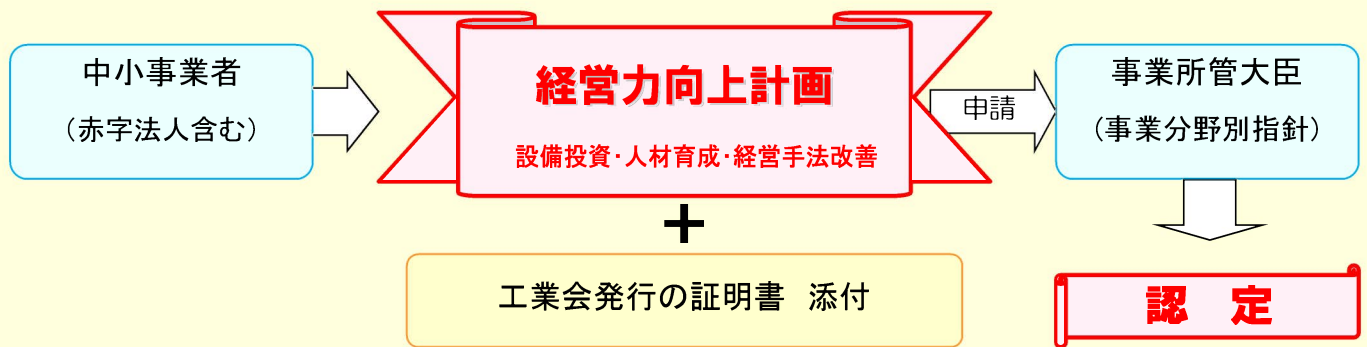 中小事業者
（赤字法人含む）
経営力向上計画
設備投資・人材育成・経営手法改善
＋
工業会発行の証明書　添付
申請
事業所管大臣
（事業分野別指針）
認　定